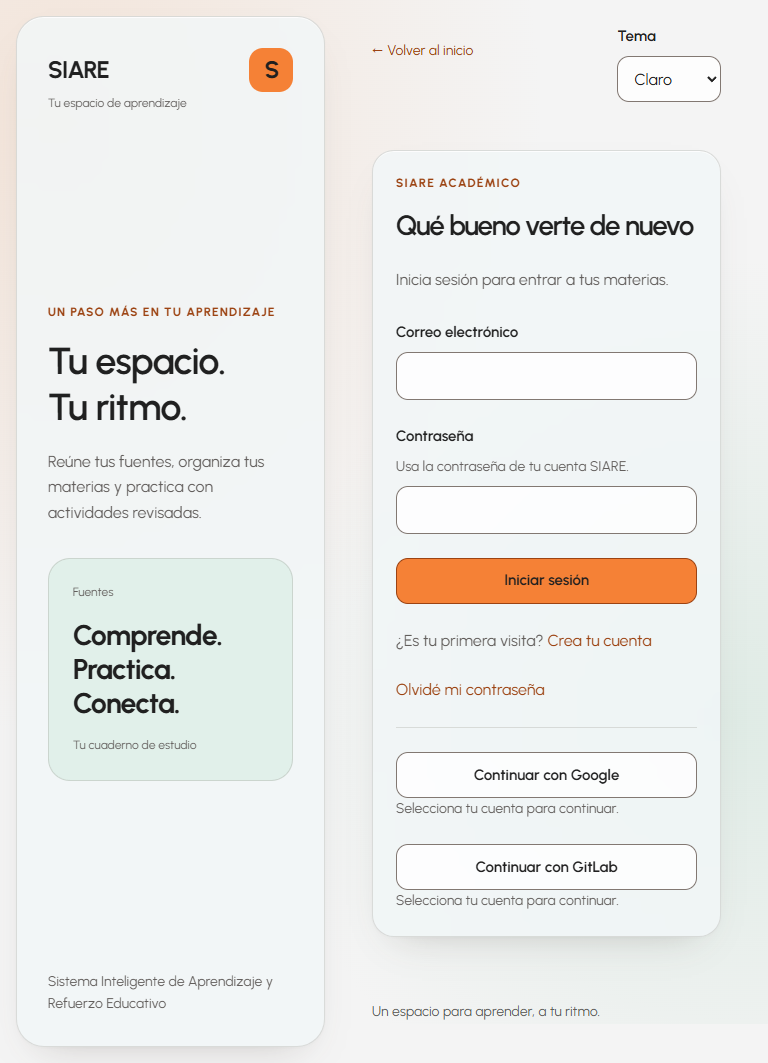 SIARE
S
Tu espacio de aprendizaje
UN PASO MÁS EN TU APRENDIZAJE
Tu espacio.
Tu ritmo.
Reúne tus fuentes, organiza tus
materias y practica con
actividades revisadas.
Fuentes
Comprende.
Practica.
Conecta.
Tu cuaderno de estudio
Sistema Inteligente de Aprendizaje y
Refuerzo Educativo
← Volver al inicio
Tema
Claro
SIARE ACADÉMICO
Qué bueno verte de nuevo
Inicia sesión para entrar a tus materias.
Correo electrónico
Contraseña
Usa la contraseña de tu cuenta SIARE.
Iniciar sesión
¿Es tu primera visita? Crea tu cuenta
Olvidé mi contraseña
Continuar con Google
Selecciona tu cuenta para continuar.
Continuar con GitLab
Selecciona tu cuenta para continuar.
Un espacio para aprender, a tu ritmo.